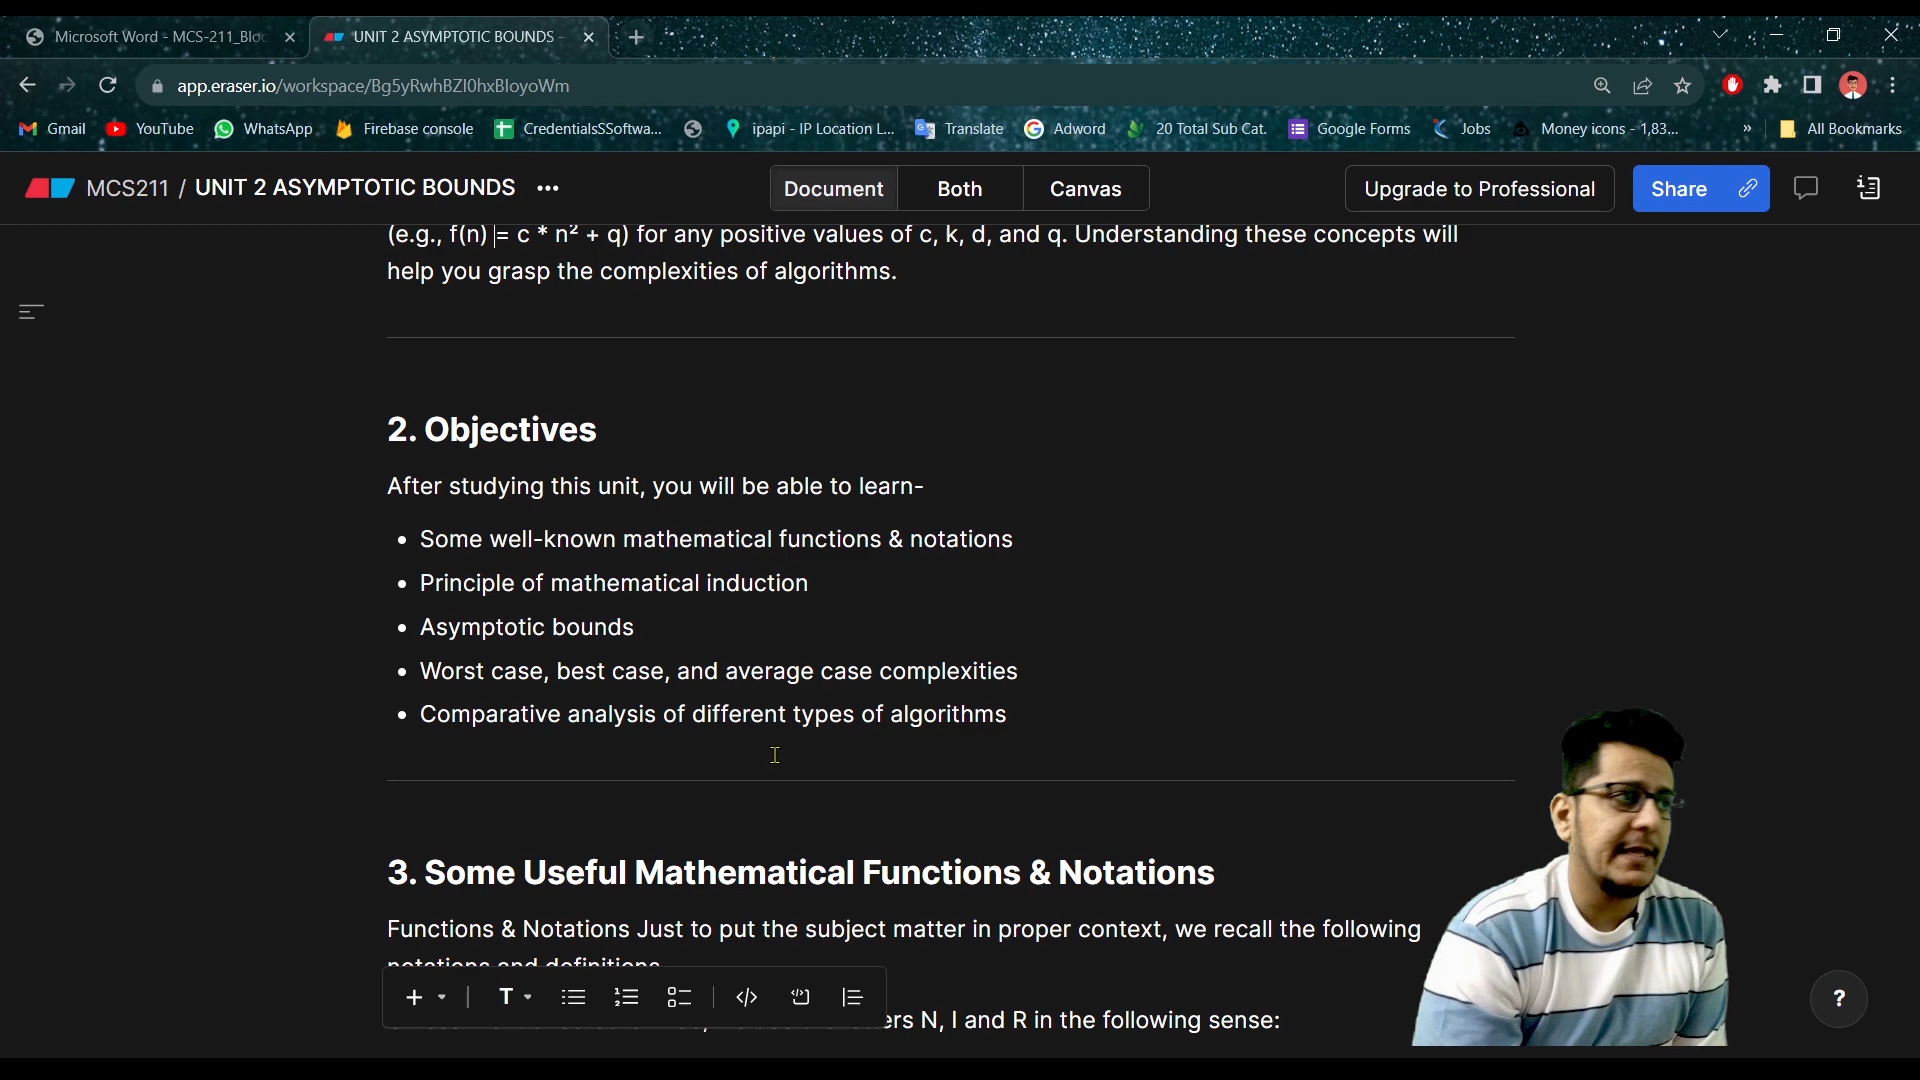 Microsoft Word - MCS-211_Bloc
UNIT 2 ASYMPTOTIC BOUNDS -
app.eraser.io/workspace/Bg5yRwhBZI0hxBIoyoWm
Gmail
YouTube
WhatsApp
Firebase console
CredentialsSSoftwa...
ipapi - IP Location L...
Translate
Adword
20 Total Sub Cat.
Google Forms
Jobs
Money icons - 1,83...
»
All Bookmarks
MCS211 / UNIT 2 ASYMPTOTIC BOUNDS
Document
Both
Canvas
Upgrade to Professional
Share
(e.g., f(n) = c * n² + q) for any positive values of c, k, d, and q. Understanding these concepts will
help you grasp the complexities of algorithms.
2. Objectives
After studying this unit, you will be able to learn-
• Some well-known mathematical functions & notations
• Principle of mathematical induction
• Asymptotic bounds
• Worst case, best case, and average case complexities
• Comparative analysis of different types of algorithms
3. Some Useful Mathematical Functions & Notations
Functions & Notations Just to put the subject matter in proper context, we recall the following
notations and definitions
T
N, I and R in the following sense:
?